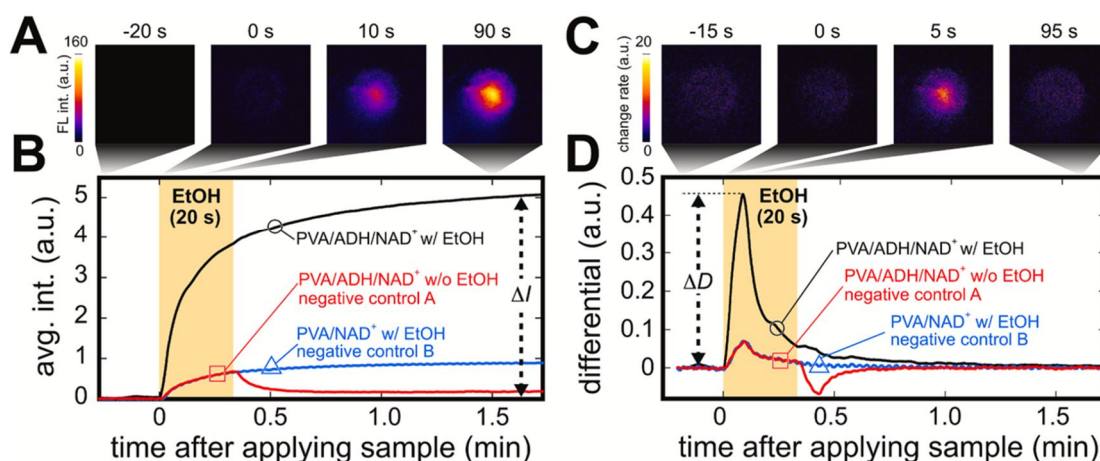 A
-20 s
0 s
10 s
90 s
160
FL int. (a.u.)
0
B
5
4
3
2
1
0
avg. int. (a.u.)
EtOH
(20 s)
PVA/ADH/NAD⁺ w/ EtOH
PVA/ADH/NAD⁺ w/o EtOH
negative control A
PVA/NAD⁺ w/ EtOH
negative control B
ΔI
0
0.5
1.0
1.5
time after applying sample (min)
C
-15 s
0 s
5 s
95 s
20
change rate (a.u.)
0
D
0.5
0.4
0.3
0.2
0.1
0
differential (a.u.)
EtOH
(20 s)
ΔD
PVA/ADH/NAD⁺ w/ EtOH
PVA/ADH/NAD⁺ w/o EtOH
negative control A
PVA/NAD⁺ w/ EtOH
negative control B
0
0.5
1.0
1.5
time after applying sample (min)